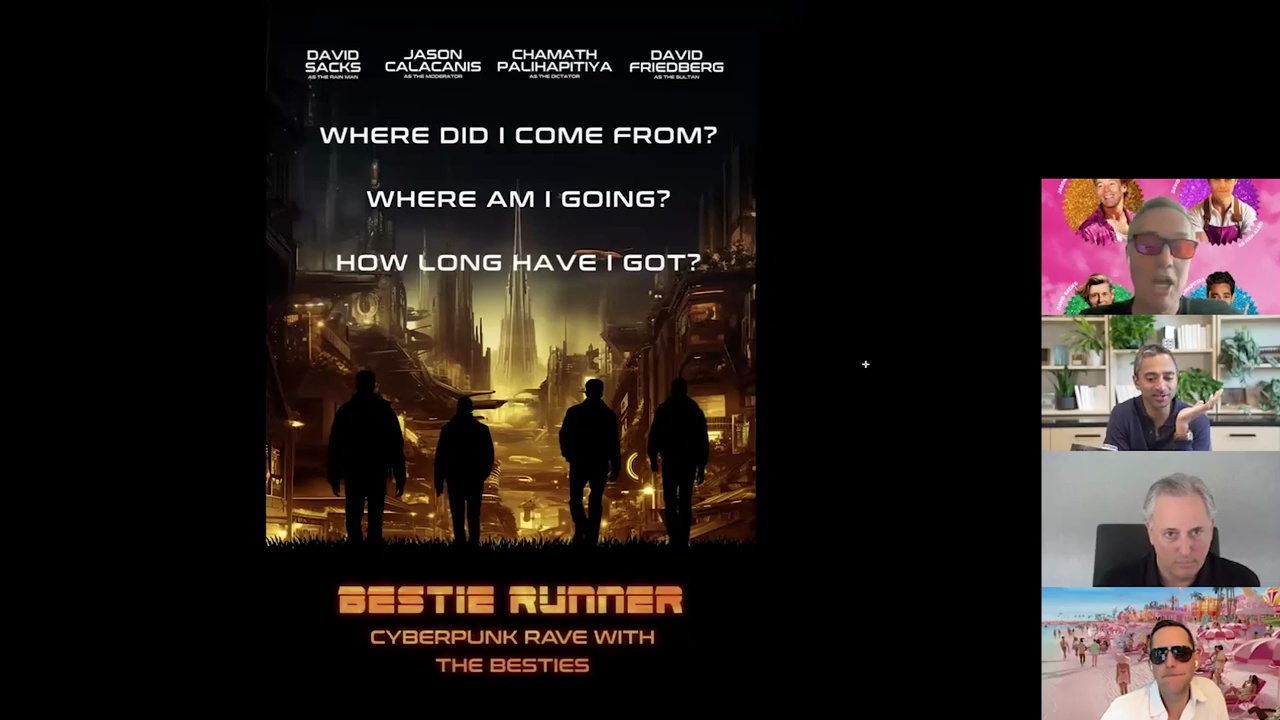 DAVID
SACKS
AS THE RAIN MAN
JASON
CALACANIS
AS THE MODERATOR
CHAMATH
PALIHAPITIYA
AS THE DICTATOR
DAVID
FRIEDBERG
AS THE SULTAN
WHERE DID I COME FROM?
WHERE AM I GOING?
HOW LONG HAVE I GOT?
BESTIE RUNNER
CYBERPUNK RAVE WITH
THE BESTIES